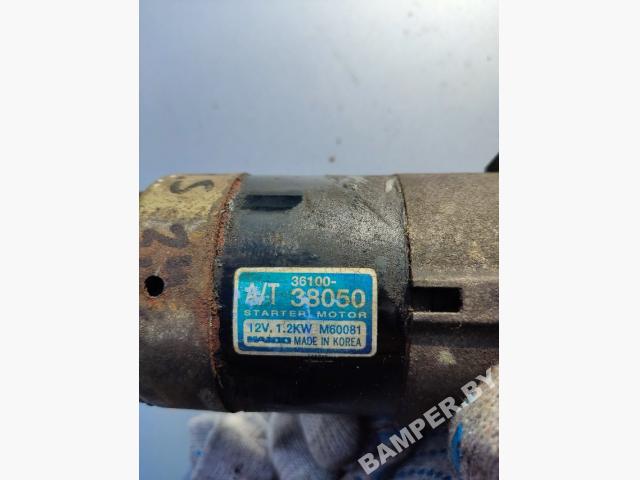 36100-
A/T 38050
STARTER MOTOR
12V. 1.2KW M60081
MANDO MADE IN KOREA
BAMPER.BY